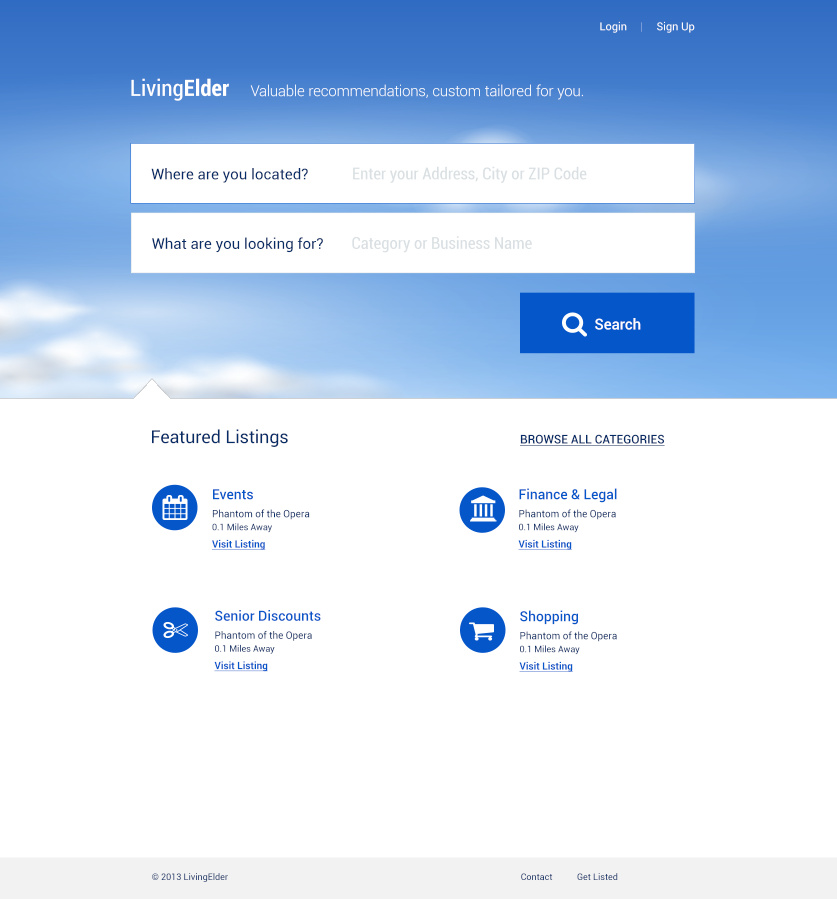 Login | Sign Up
LivingElder Valuable recommendations, custom tailored for you.
Where are you located? Enter your Address, City or ZIP Code
What are you looking for? Category or Business Name
Search
Featured Listings
BROWSE ALL CATEGORIES
Events
Phantom of the Opera
0.1 Miles Away
Visit Listing
Finance & Legal
Phantom of the Opera
0.1 Miles Away
Visit Listing
Senior Discounts
Phantom of the Opera
0.1 Miles Away
Visit Listing
Shopping
Phantom of the Opera
0.1 Miles Away
Visit Listing
© 2013 LivingElder
Contact Get Listed